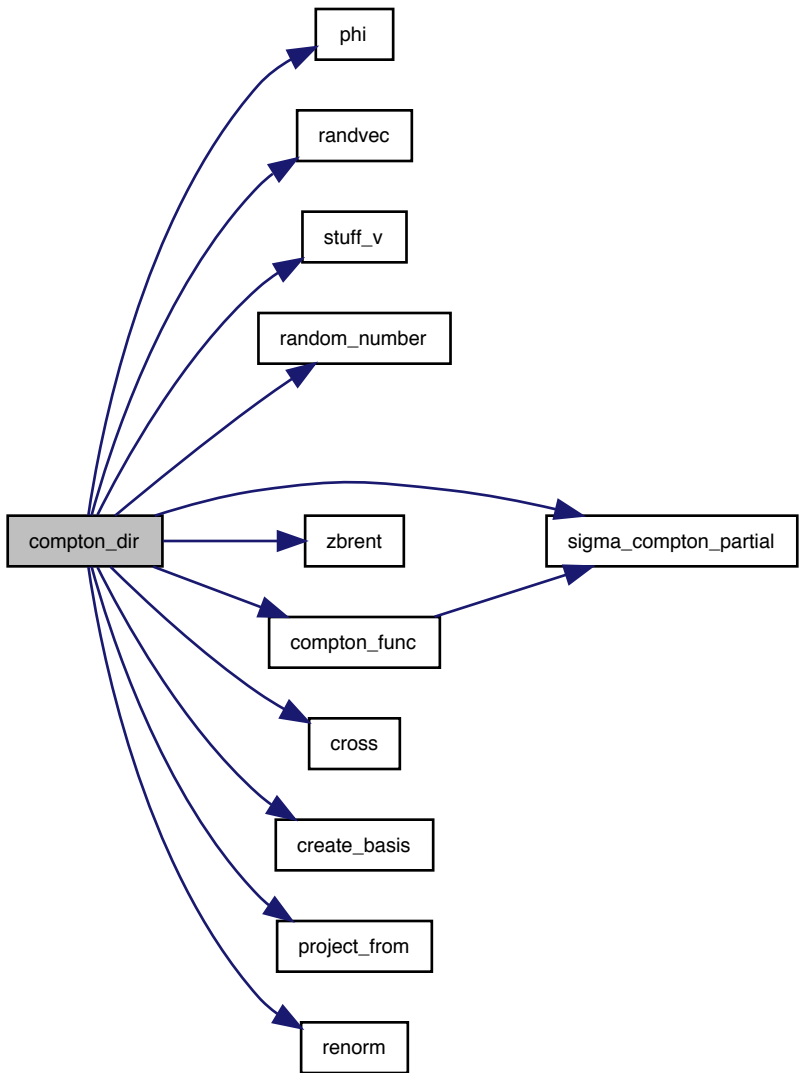 phi
randvec
stuff_v
random_number
compton_dir
zbrent
sigma_compton_partial
compton_func
cross
create_basis
project_from
renorm